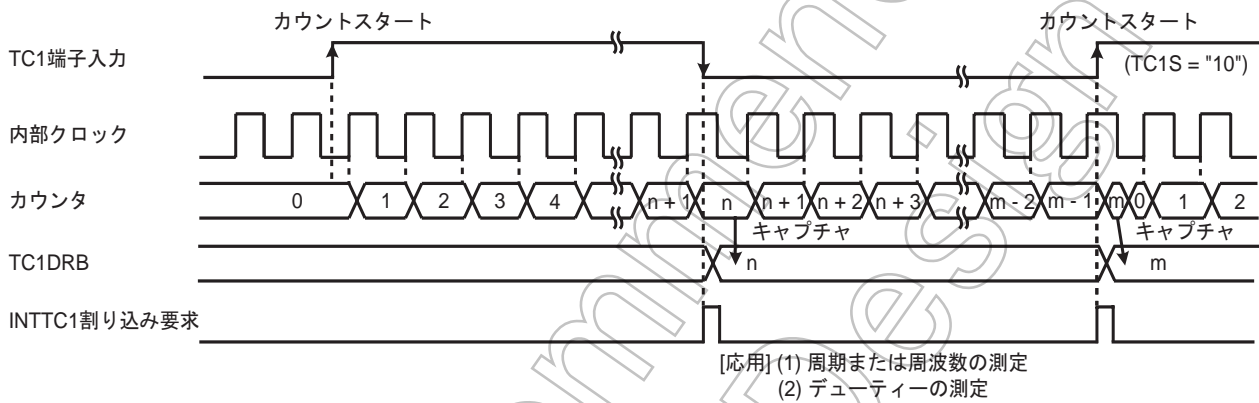 カウントスタート カウントスタート
TC1端子入力 (TC1S = "10")
内部クロック
カウンタ 0 1 2 3 4 n + 1 n n + 1 n + 2 n + 3 m - 2 m - 1 m 0 1 2
キャプチャ キャプチャ
TC1DRB n m
INTTC1割り込み要求
[応用] (1) 周期または周波数の測定
(2) デューティーの測定